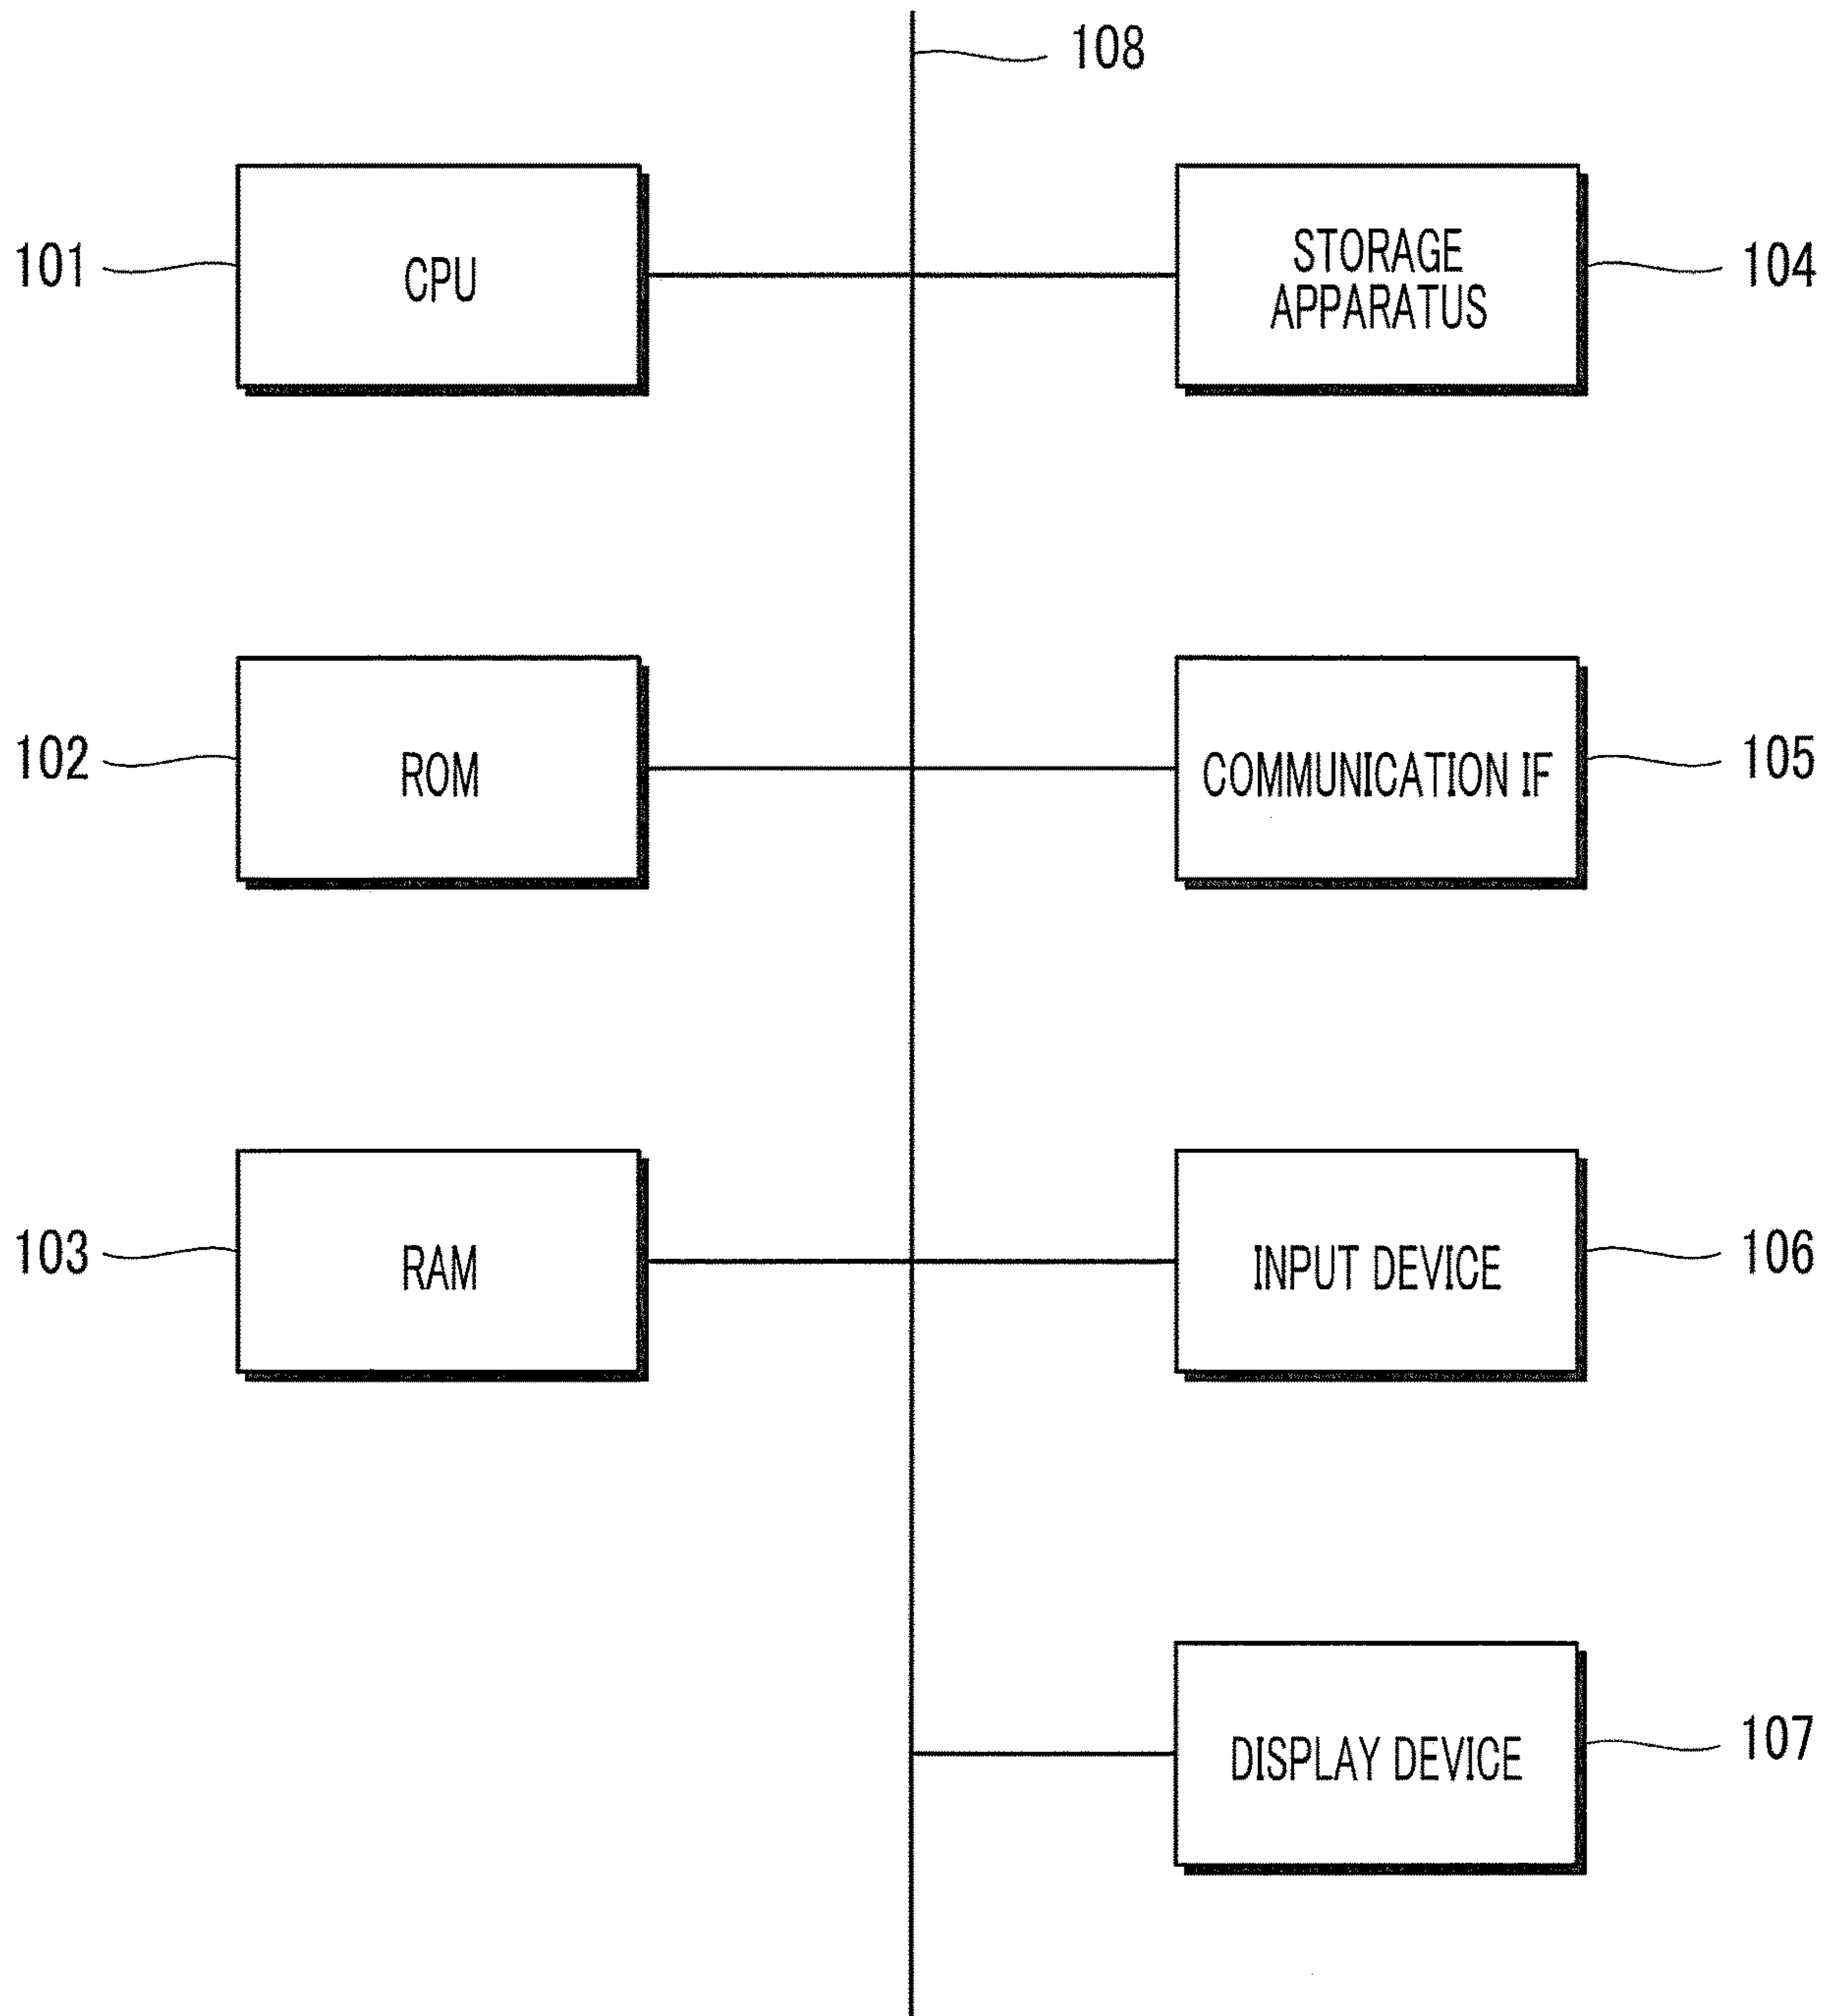 108
101
CPU
STORAGE
APPARATUS
104
102
ROM
COMMUNICATION IF
105
103
RAM
INPUT DEVICE
106
DISPLAY DEVICE
107